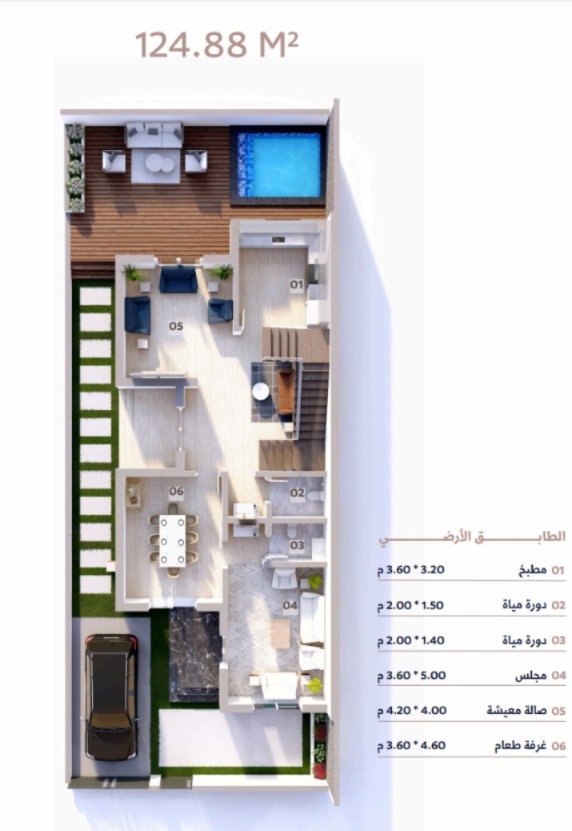 124.88 M²
01
05
06
02
03
04
الطابـــــــق الأرضـــــــي
01 مطبخ 3.20 * 3.60 م
02 دورة مياة 1.50 * 2.00 م
03 دورة مياة 1.40 * 2.00 م
04 مجلس 5.00 * 3.60 م
05 صالة معيشة 4.00 * 4.20 م
06 غرفة طعام 4.60 * 3.60 م